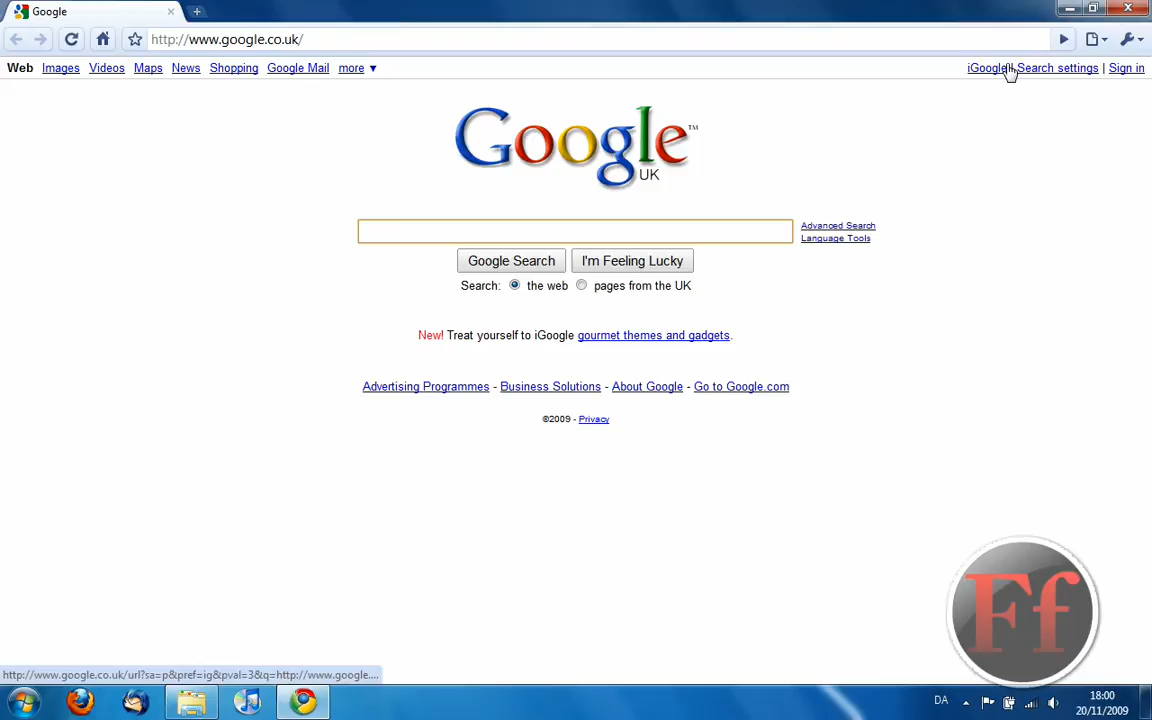 Google
http://www.google.co.uk/
Web Images Videos Maps News Shopping Google Mail more ▼
iGoogle | Search settings | Sign in
Google™
UK
Advanced Search
Language Tools
Google Search I'm Feeling Lucky
Search: the web pages from the UK
New! Treat yourself to iGoogle gourmet themes and gadgets.
Advertising Programmes - Business Solutions - About Google - Go to Google.com
©2009 - Privacy
Ff
http://www.google.co.uk/url?sa=p&pref=ig&pval=3&q=http://www.google....
DA
18:00
20/11/2009